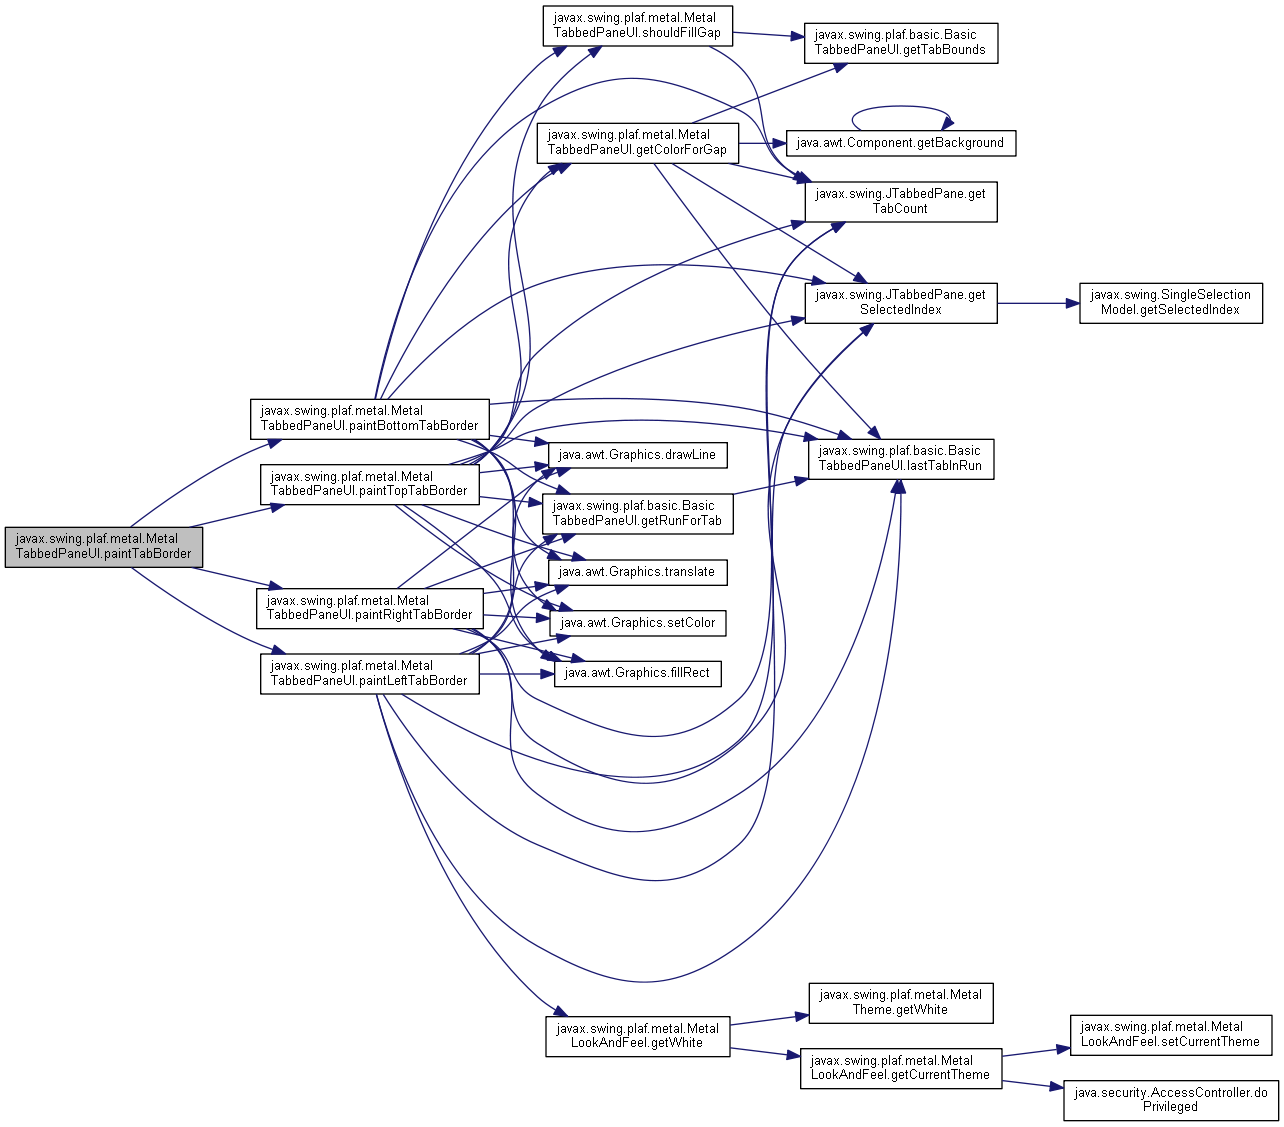 javax.swing.plaf.metal.Metal
TabbedPaneUI.paintTabBorder
javax.swing.plaf.metal.Metal
TabbedPaneUI.paintBottomTabBorder
javax.swing.plaf.metal.Metal
TabbedPaneUI.paintTopTabBorder
javax.swing.plaf.metal.Metal
TabbedPaneUI.paintRightTabBorder
javax.swing.plaf.metal.Metal
TabbedPaneUI.paintLeftTabBorder
javax.swing.plaf.metal.Metal
TabbedPaneUI.shouldFillGap
javax.swing.plaf.metal.Metal
TabbedPaneUI.getColorForGap
java.awt.Graphics.drawLine
javax.swing.plaf.basic.Basic
TabbedPaneUI.getRunForTab
java.awt.Graphics.translate
java.awt.Graphics.setColor
java.awt.Graphics.fillRect
javax.swing.plaf.metal.Metal
LookAndFeel.getWhite
javax.swing.plaf.basic.Basic
TabbedPaneUI.getTabBounds
java.awt.Component.getBackground
javax.swing.JTabbedPane.get
TabCount
javax.swing.JTabbedPane.get
SelectedIndex
javax.swing.plaf.basic.Basic
TabbedPaneUI.lastTabInRun
javax.swing.plaf.metal.Metal
Theme.getWhite
javax.swing.plaf.metal.Metal
LookAndFeel.getCurrentTheme
javax.swing.SingleSelection
Model.getSelectedIndex
javax.swing.plaf.metal.Metal
LookAndFeel.setCurrentTheme
java.security.AccessController.do
Privileged